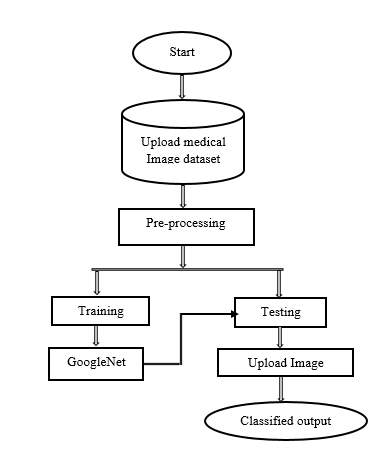 Start
Upload medical
Image dataset
Pre-processing
Training
Testing
GoogleNet
Upload Image
Classified output